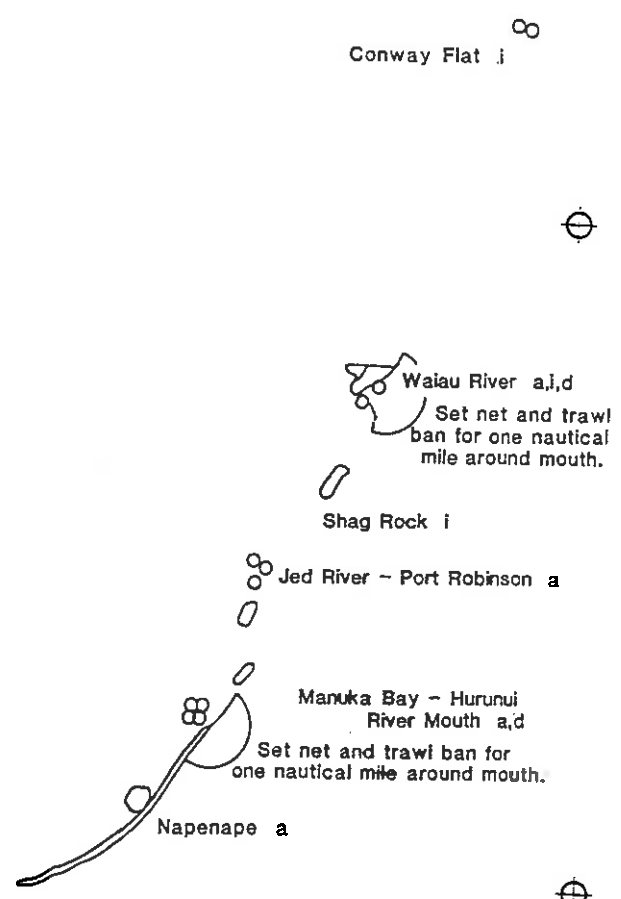 Conway Flat i
Waiau River a,i,d
Set net and trawl
ban for one nautical
mile around mouth.
Shag Rock i
Jed River - Port Robinson a
Manuka Bay - Hurunui
River Mouth a,d
Set net and trawl ban for
one nautical mile around mouth.
Napenape a